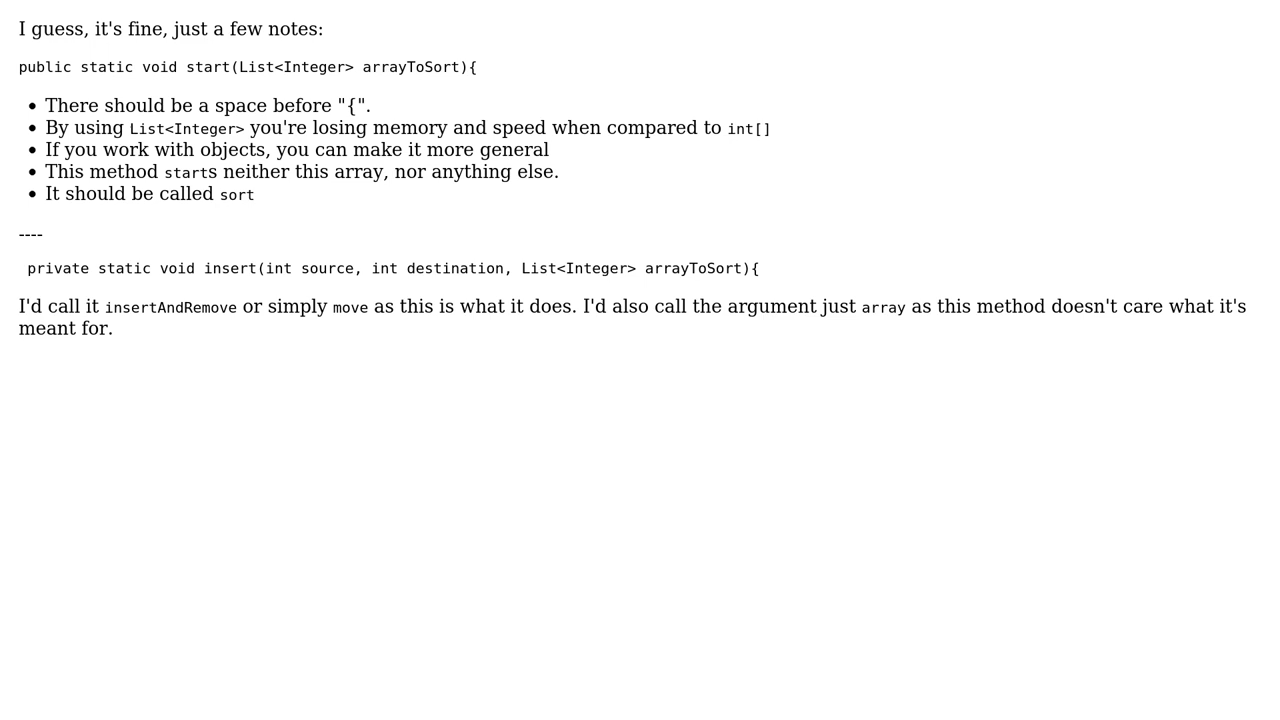 I guess, it's fine, just a few notes:
public static void start(List<Integer> arrayToSort){
• There should be a space before "{".
• By using List<Integer> you're losing memory and speed when compared to int[]
• If you work with objects, you can make it more general
• This method starts neither this array, nor anything else.
• It should be called sort
----
private static void insert(int source, int destination, List<Integer> arrayToSort){
I'd call it insertAndRemove or simply move as this is what it does. I'd also call the argument just array as this method doesn't care what it's
meant for.